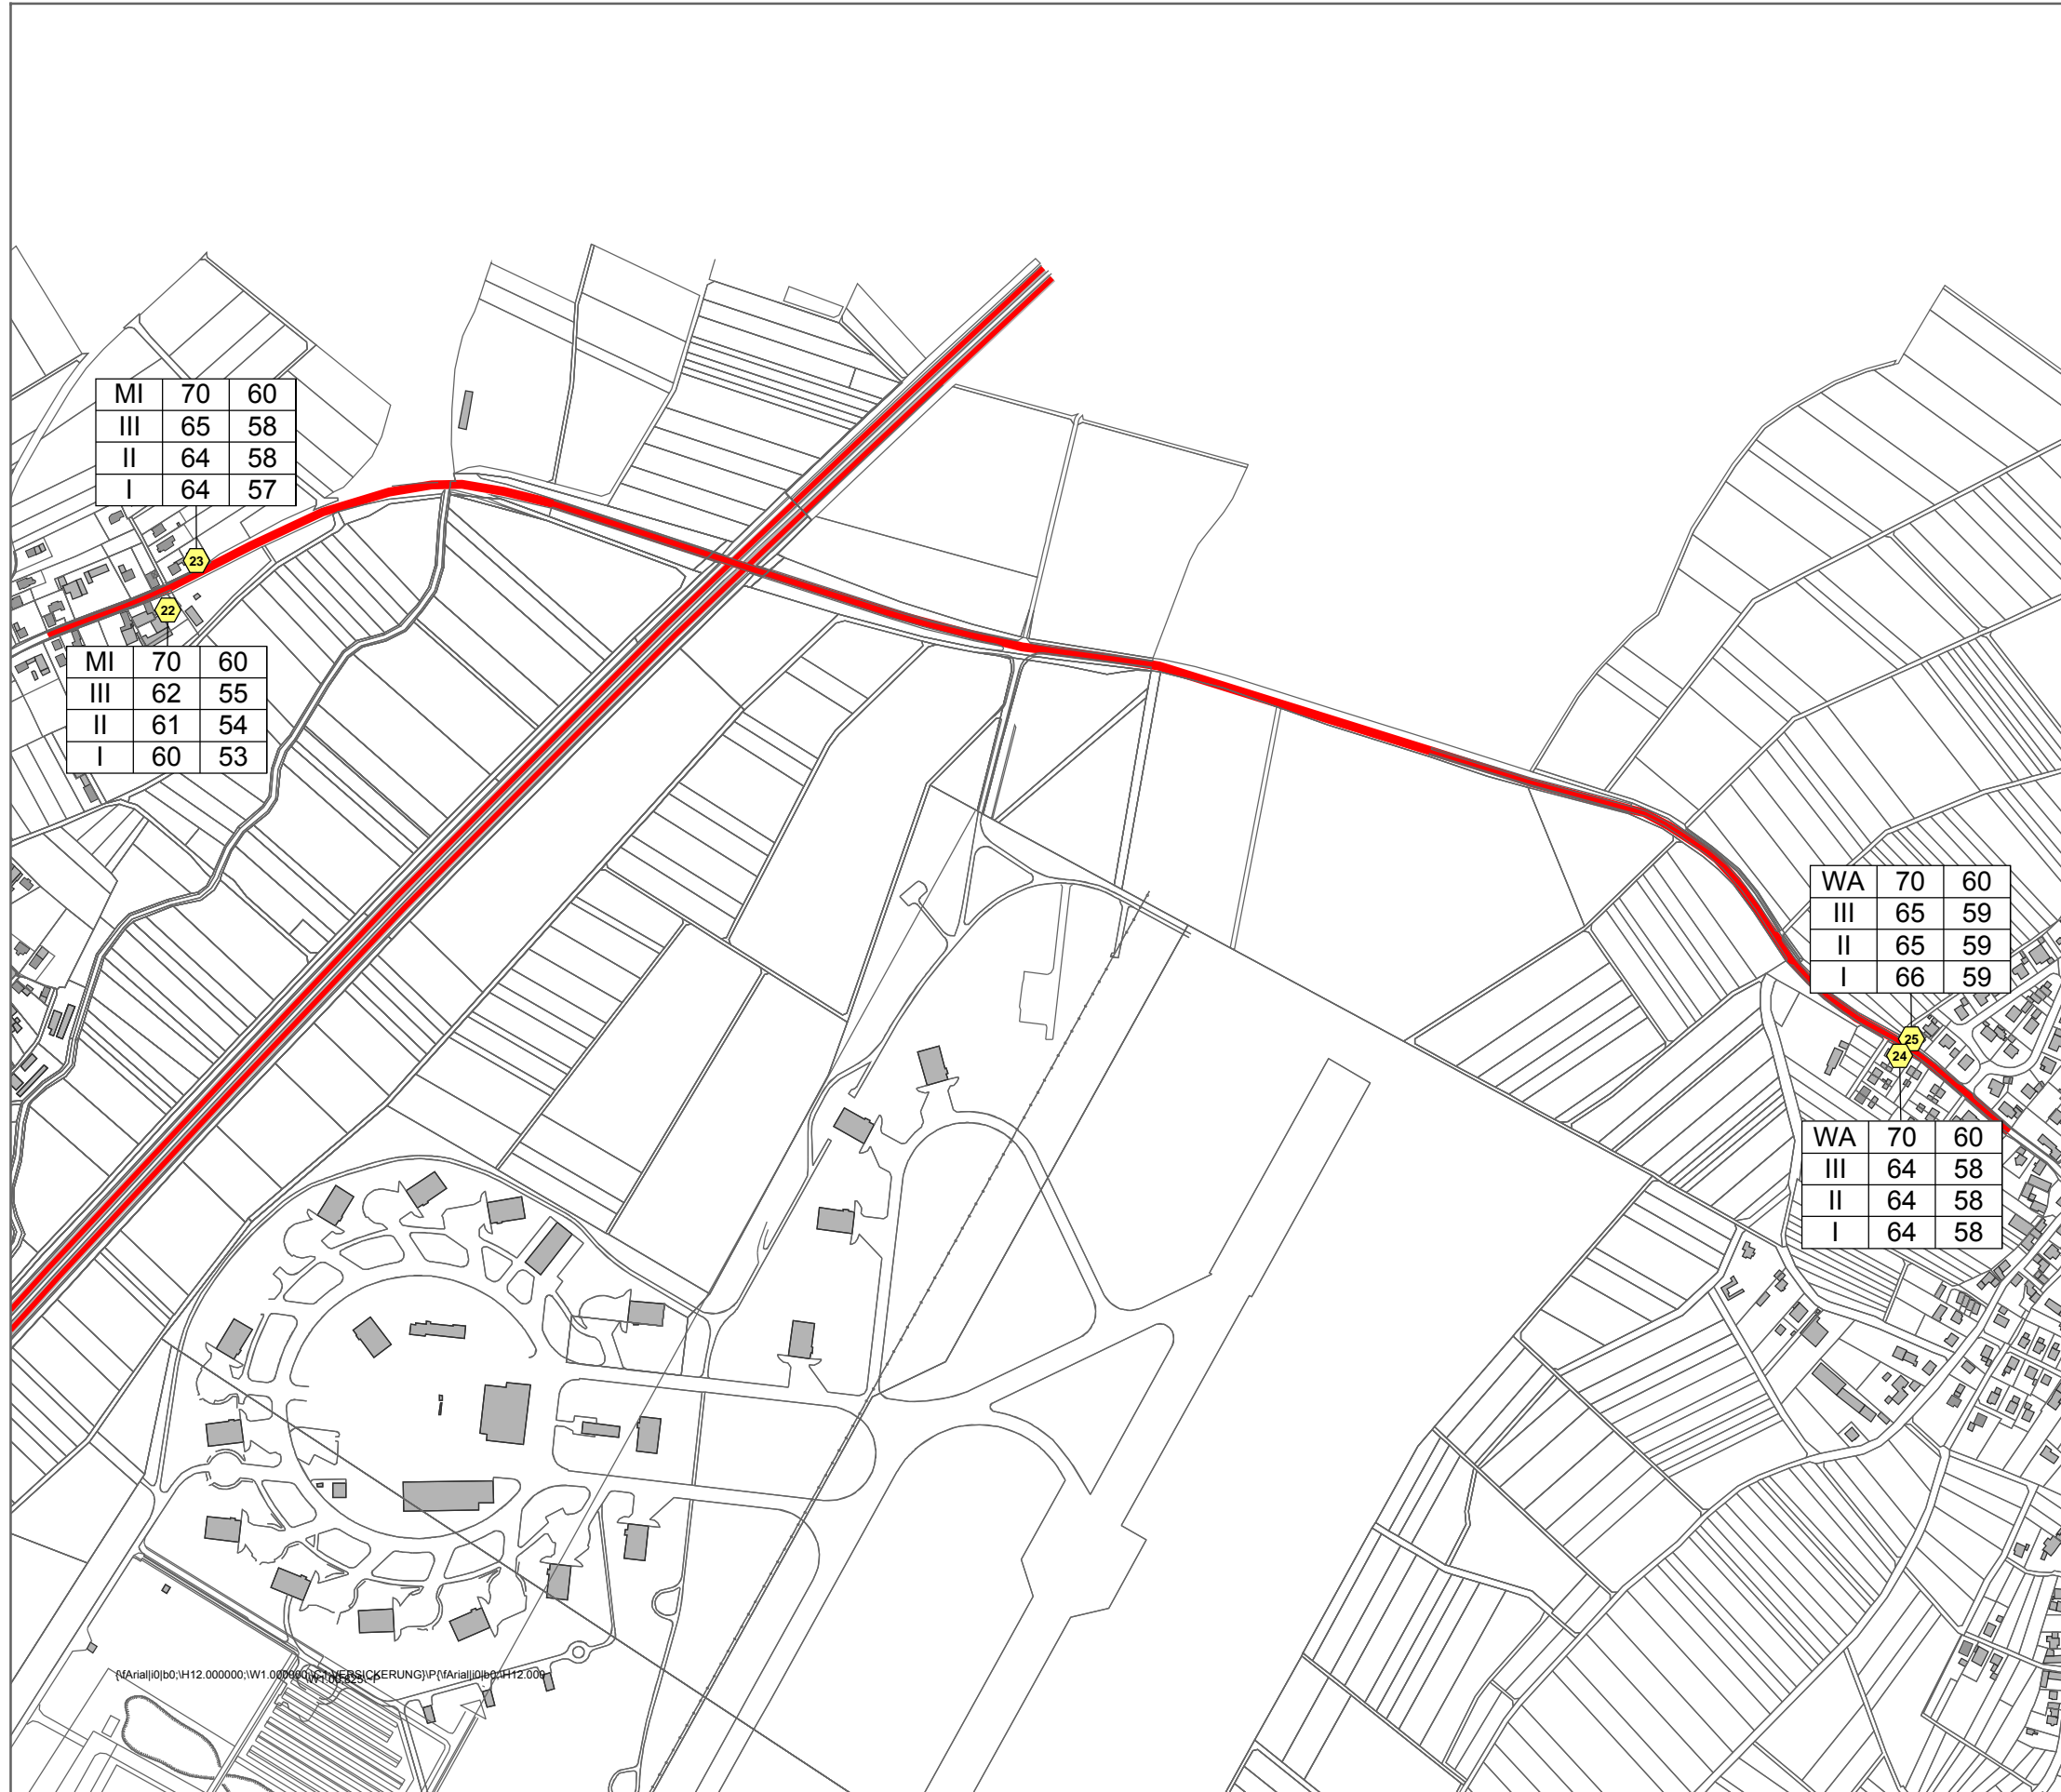 MI 70 60
III 65 58
II 64 58
I 64 57
23
22
MI 70 60
III 62 55
II 61 54
I 60 53
WA 70 60
III 65 59
II 65 59
I 66 59
25
24
WA 70 60
III 64 58
II 64 58
I 64 58